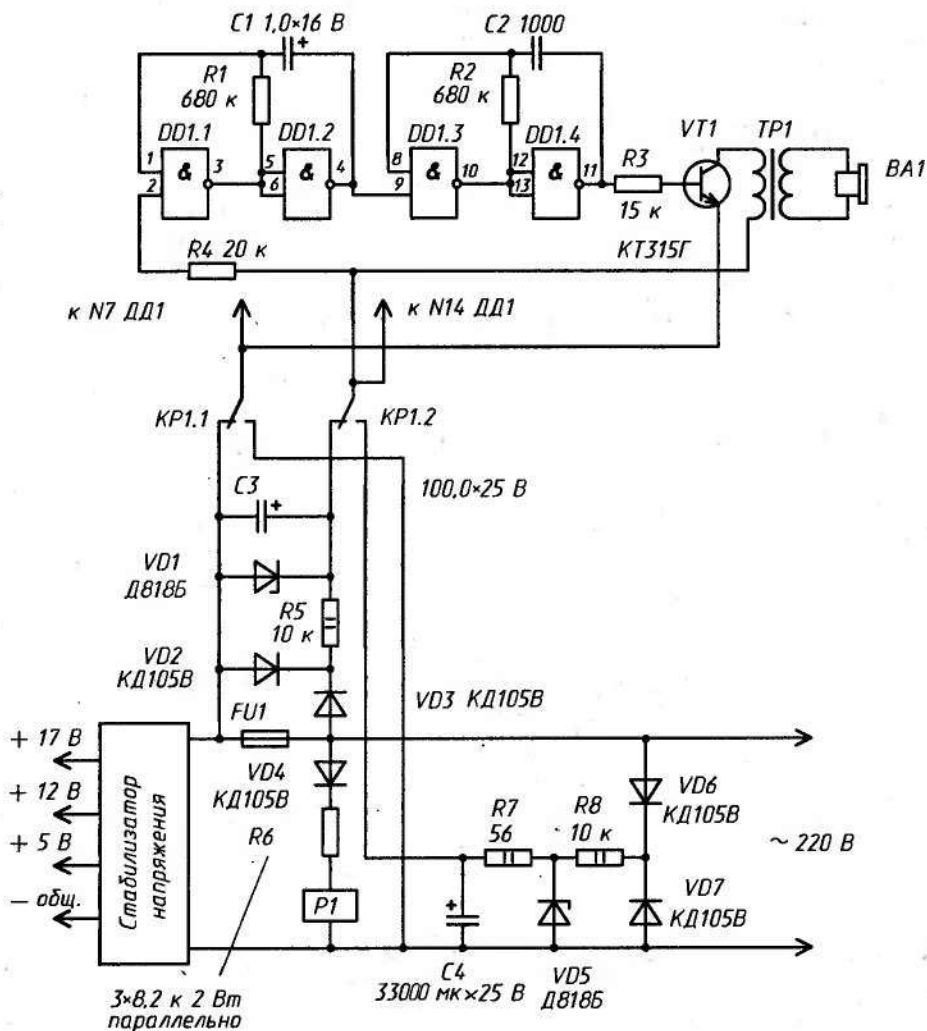 C1 1,0×16 В
+
C2 1000
R1
680 к
R2
680 к
DD1.1
DD1.2
DD1.3
DD1.4
VT1
TP1
1
2
&
3
5
6
&
4
8
9
&
10
12
13
&
11
R3
15 к
BA1
КТ315Г
R4 20 к
к N7 ДД1
к N14 ДД1
KP1.1
KP1.2
100,0×25 В
C3
+
VD1
Д818Б
R5
10 к
VD2
КД105В
VD3 КД105В
FU1
+ 17 В
+ 12 В
+ 5 В
— общ.
Стабилизатор
напряжения
VD4
КД105В
R6
P1
R7
56
R8
10 к
VD6
КД105В
~ 220 В
VD7
КД105В
+
C4
33000 мк×25 В
VD5
Д818Б
3×8,2 к 2 Вт
параллельно